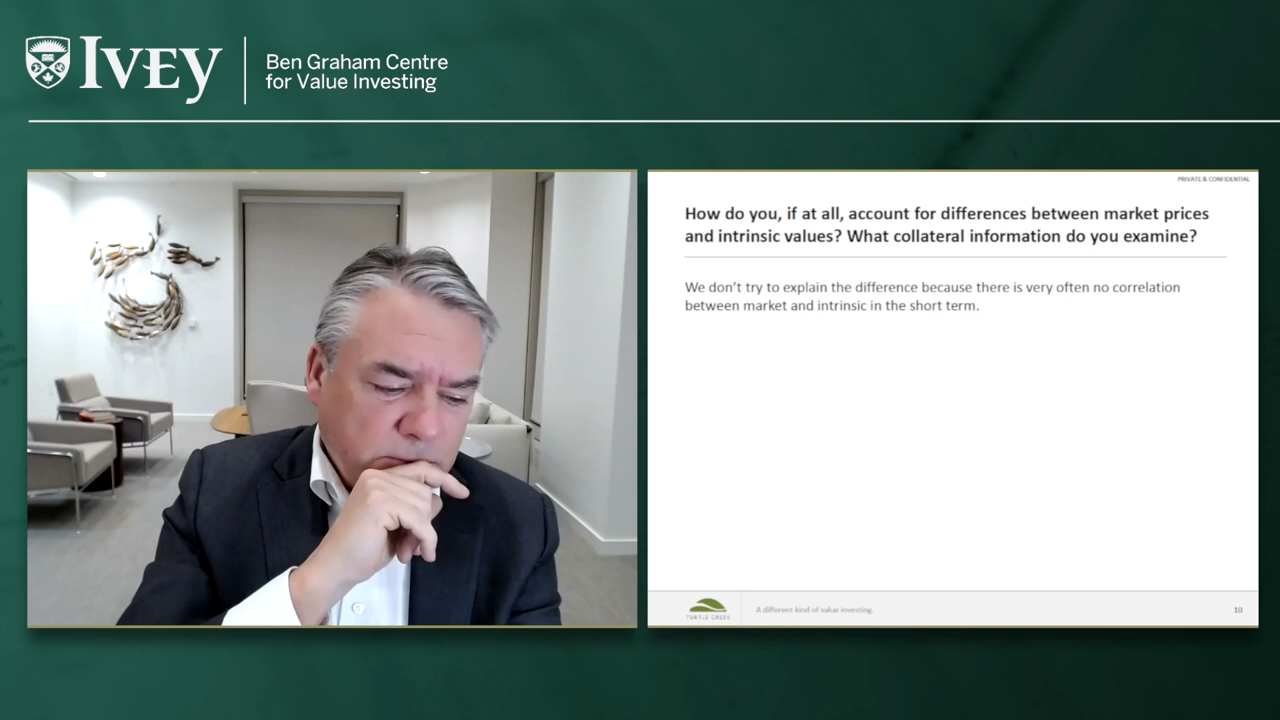 IVEY
Ben Graham Centre
for Value Investing
PRIVATE & CONFIDENTIAL
How do you, if at all, account for differences between market prices
and intrinsic values? What collateral information do you examine?
We don't try to explain the difference because there is very often no correlation
between market and intrinsic in the short term.
TURTLE CREEK
A different kind of value investing.
10